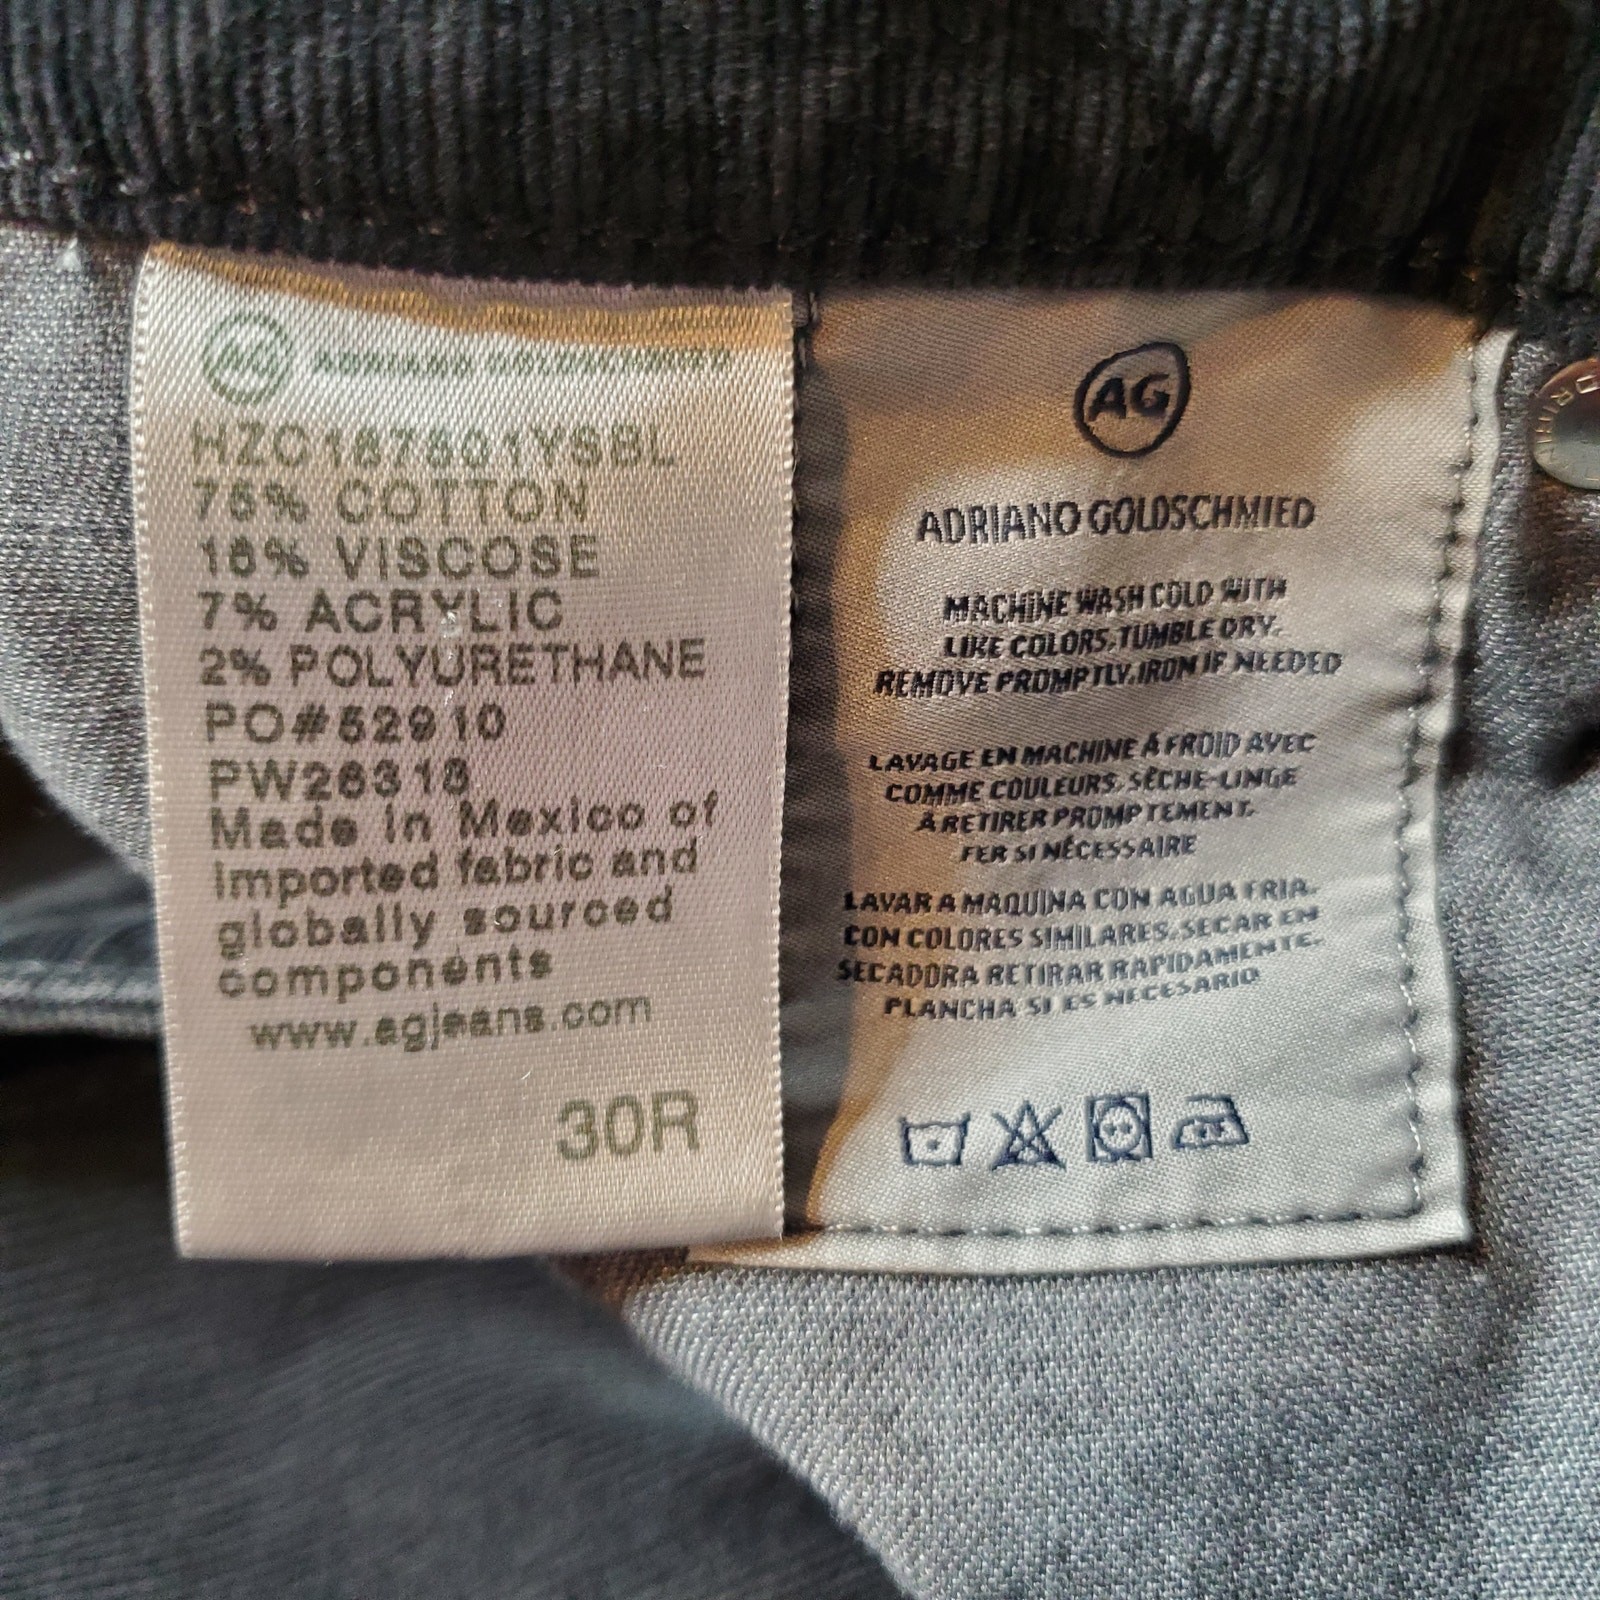 AG ADRIANO GOLDSCHMIED
75% COTTON
16% VISCOSE
7% ACRYLIC
2% POLYURETHANE
PO#52910
PW26318
Made in Mexico of
imported fabric and
globally sourced
components
www.agjeans.com
30R
AG
ADRIANO GOLDSCHMIED
MACHINE WASH COLD WITH
LIKE COLORS, TUMBLE DRY.
REMOVE PROMPTLY, IRON IF NEEDED
LAVAGE EN MACHINE À FROID AVEC
COMME COULEURS, SÈCHE-LINGE
À RETIRER PROMPTEMENT.
FER SI NÉCESSAIRE
LAVAR A MAQUINA CON AGUA FRIA.
CON COLORES SIMILARES. SECAR EN
SECADORA RETIRAR RAPIDAMENTE.
PLANCHA SI ES NECESARIO